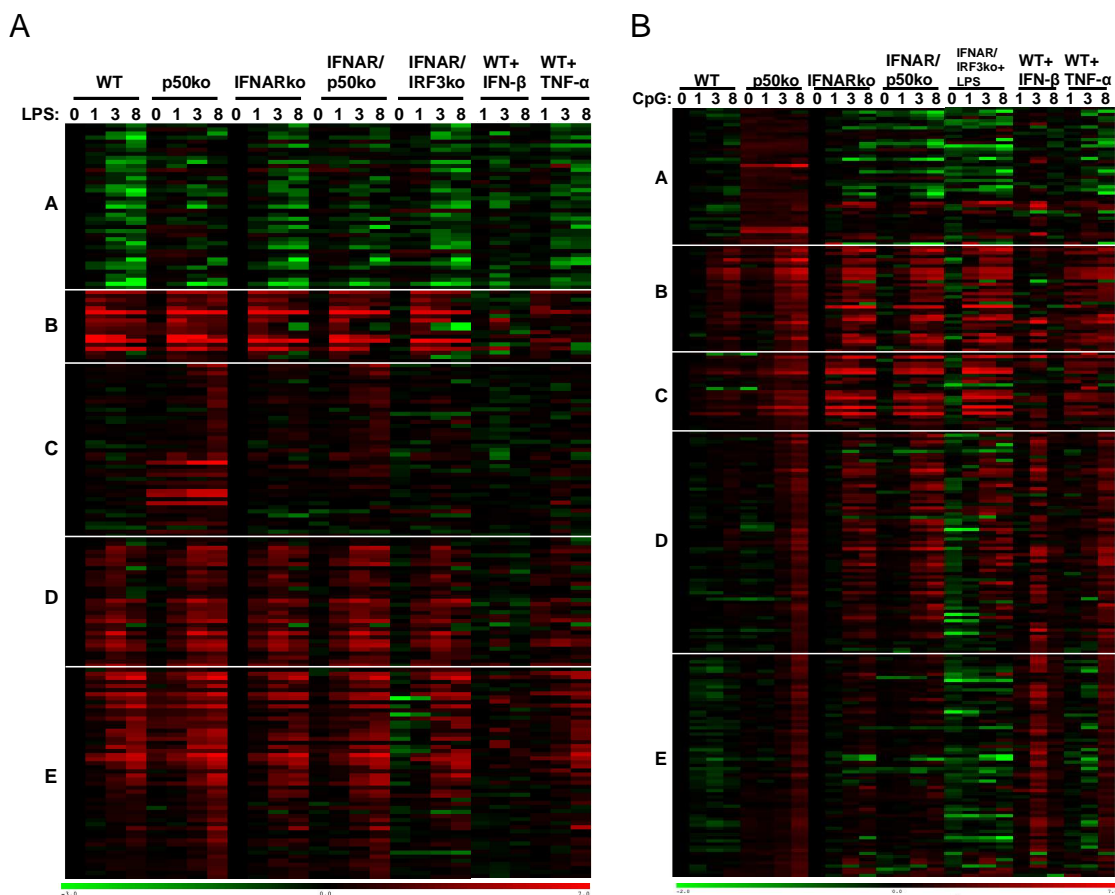 A
WT p50ko IFNARko IFNAR/ p50ko IFNAR/ IRF3ko WT+ IFN-β WT+ TNF-α
LPS: 0 1 3 8 0 1 3 8 0 1 3 8 0 1 3 8 0 1 3 8 1 3 8 1 3 8
A
B
C
D
E
0.0
B
WT p50ko IFNARko IFNAR/ p50ko IFNAR/ IRF3ko+ LPS WT+ IFN-β WT+ TNF-α
CpG: 0 1 3 8 0 1 3 8 0 1 3 8 0 1 3 8 0 1 3 8 1 3 8 1 3 8
A
B
C
D
E
0.0